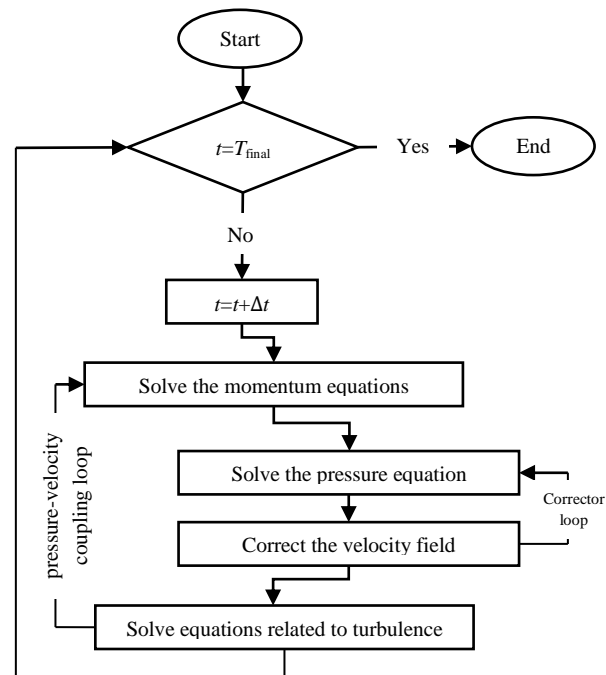 Start
t=T_final
Yes
End
No
t=t+Δt
Solve the momentum equations
Solve the pressure equation
Corrector
loop
Correct the velocity field
pressure-velocity
coupling loop
Solve equations related to turbulence